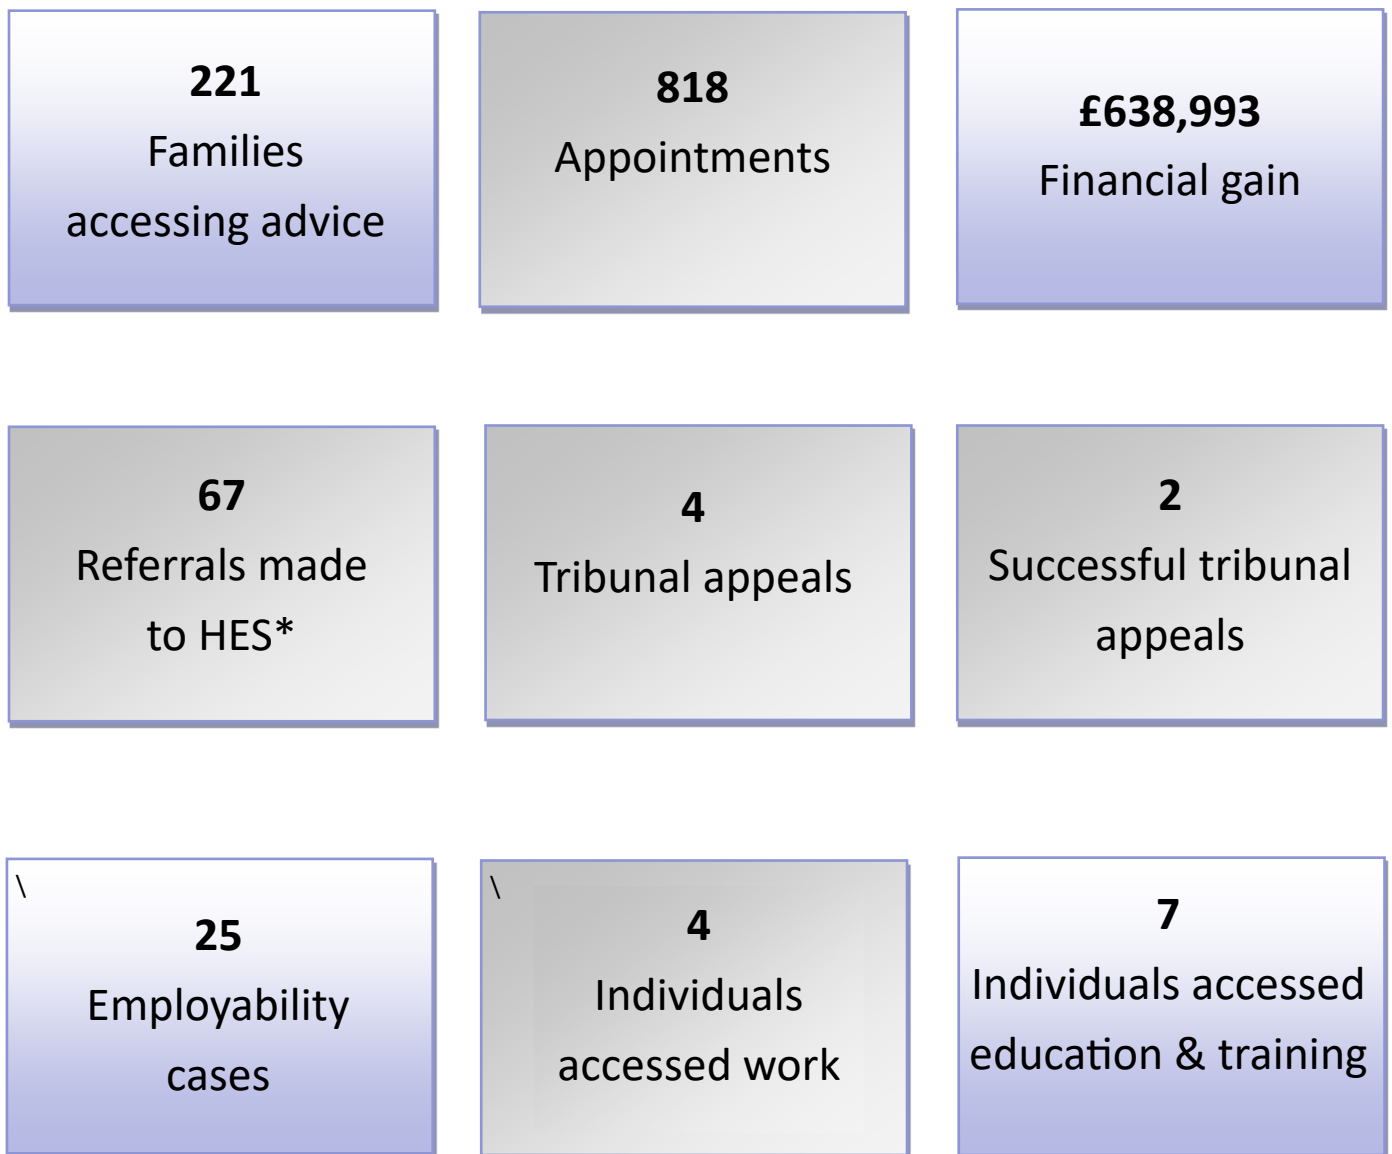 221
Families
accessing advice
818
Appointments
£638,993
Financial gain
67
Referrals made
to HES*
4
Tribunal appeals
2
Successful tribunal
appeals
\
25
Employability
cases
\
4
Individuals
accessed work
7
Individuals accessed
education & training